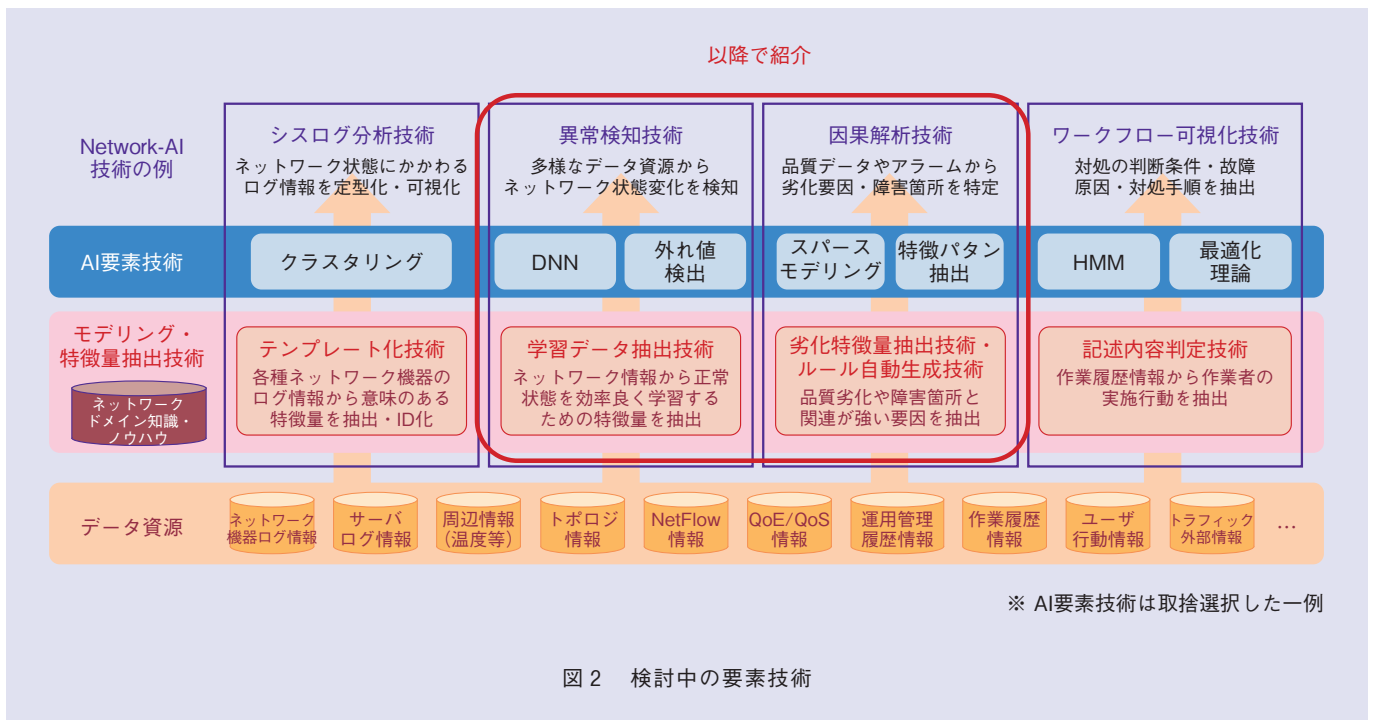 以降で紹介
Network-AI
技術の例
シスログ分析技術
ネットワーク状態にかかわる
ログ情報を定型化・可視化
異常検知技術
多様なデータ資源から
ネットワーク状態変化を検知
因果解析技術
品質データやアラームから
劣化要因・障害箇所を特定
ワークフロー可視化技術
対処の判断条件・故障
原因・対処手順を抽出
AI要素技術
クラスタリング
DNN
外れ値
検出
スパース
モデリング
特徴パタン
抽出
HMM
最適化
理論
モデリング・
特徴量抽出技術
ネットワーク
ドメイン知識・
ノウハウ
テンプレート化技術
各種ネットワーク機器の
ログ情報から意味のある
特徴量を抽出・ID化
学習データ抽出技術
ネットワーク情報から正常
状態を効率良く学習する
ための特徴量を抽出
劣化特徴量抽出技術・
ルール自動生成技術
品質劣化や障害箇所と
関連が強い要因を抽出
記述内容判定技術
作業履歴情報から作業者の
実施行動を抽出
データ資源
ネットワーク
機器ログ情報
サーバ
ログ情報
周辺情報
（温度等）
トポロジ
情報
NetFlow
情報
QoE/QoS
情報
運用管理
履歴情報
作業履歴
情報
ユーザ
行動情報
トラフィック
外部情報
…
※ AI要素技術は取捨選択した一例
図２　検討中の要素技術